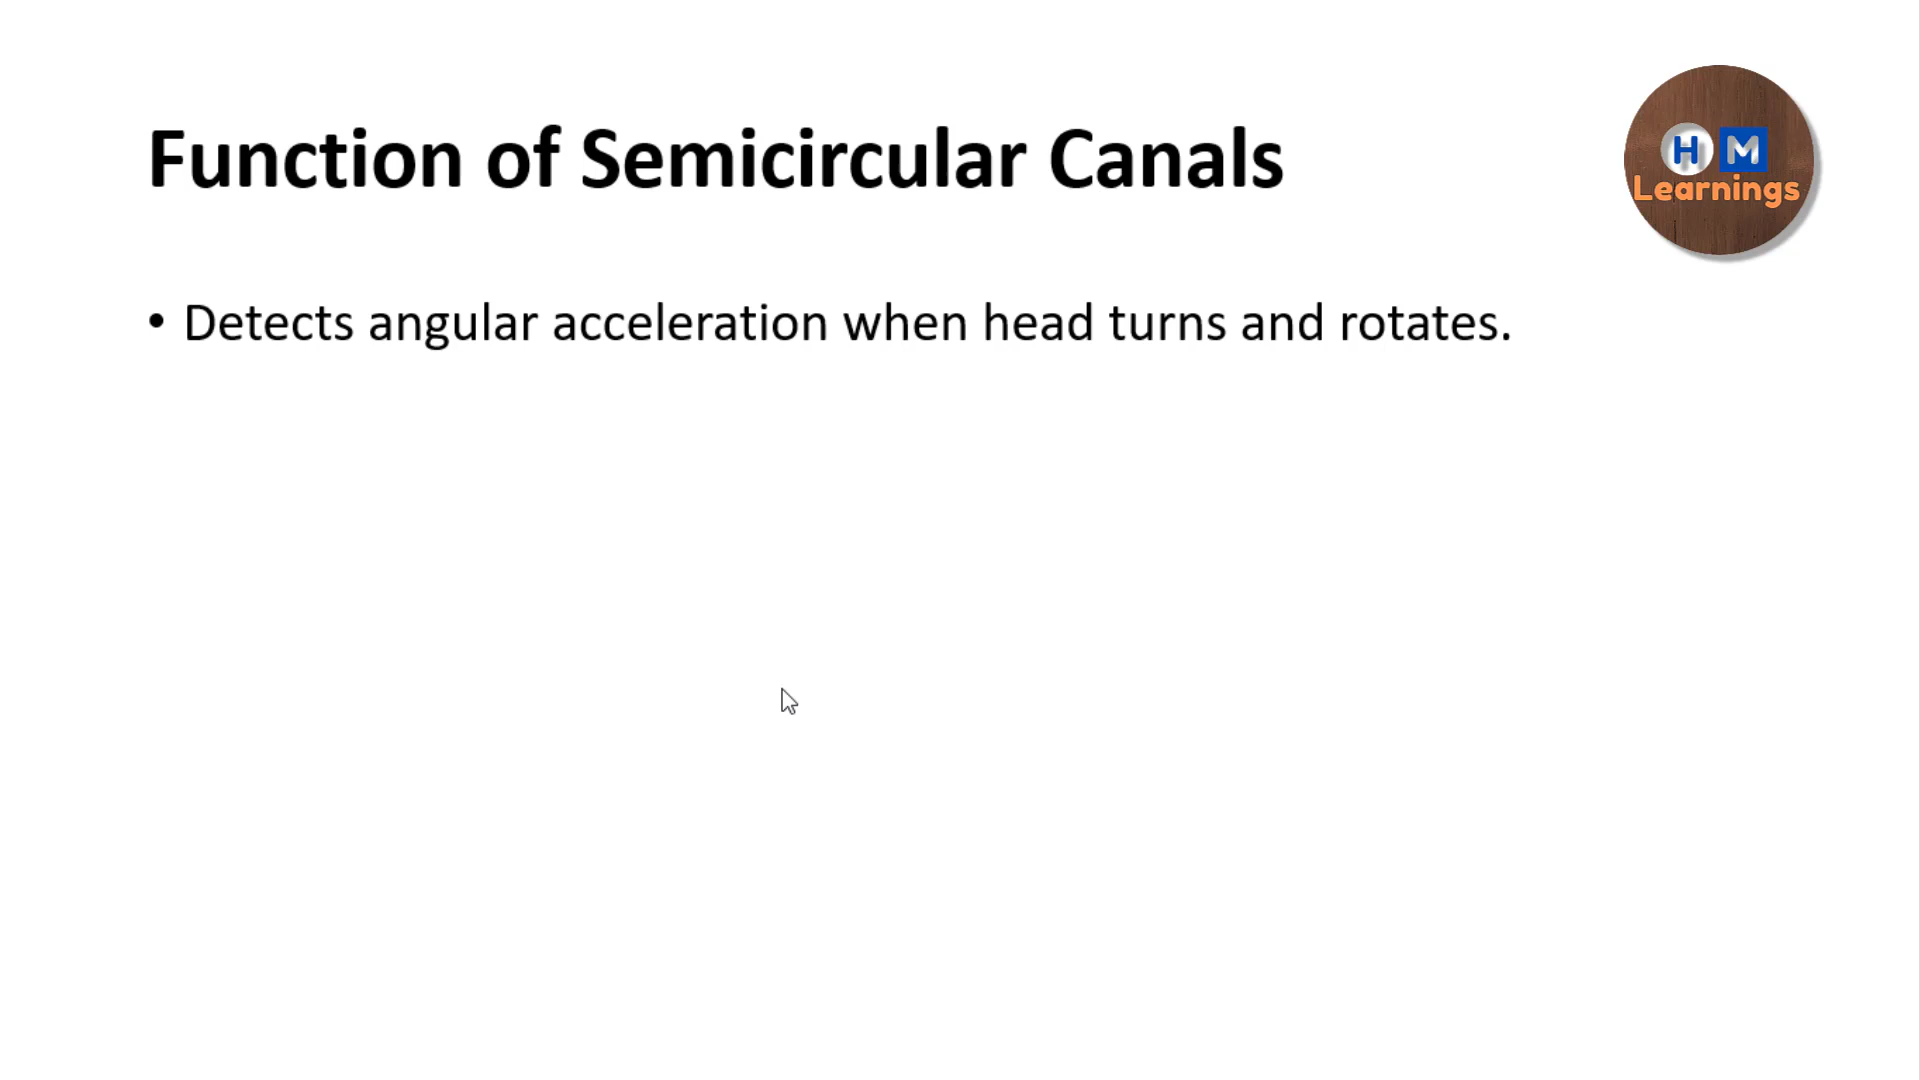 Function of Semicircular Canals
H M
Learnings
• Detects angular acceleration when head turns and rotates.